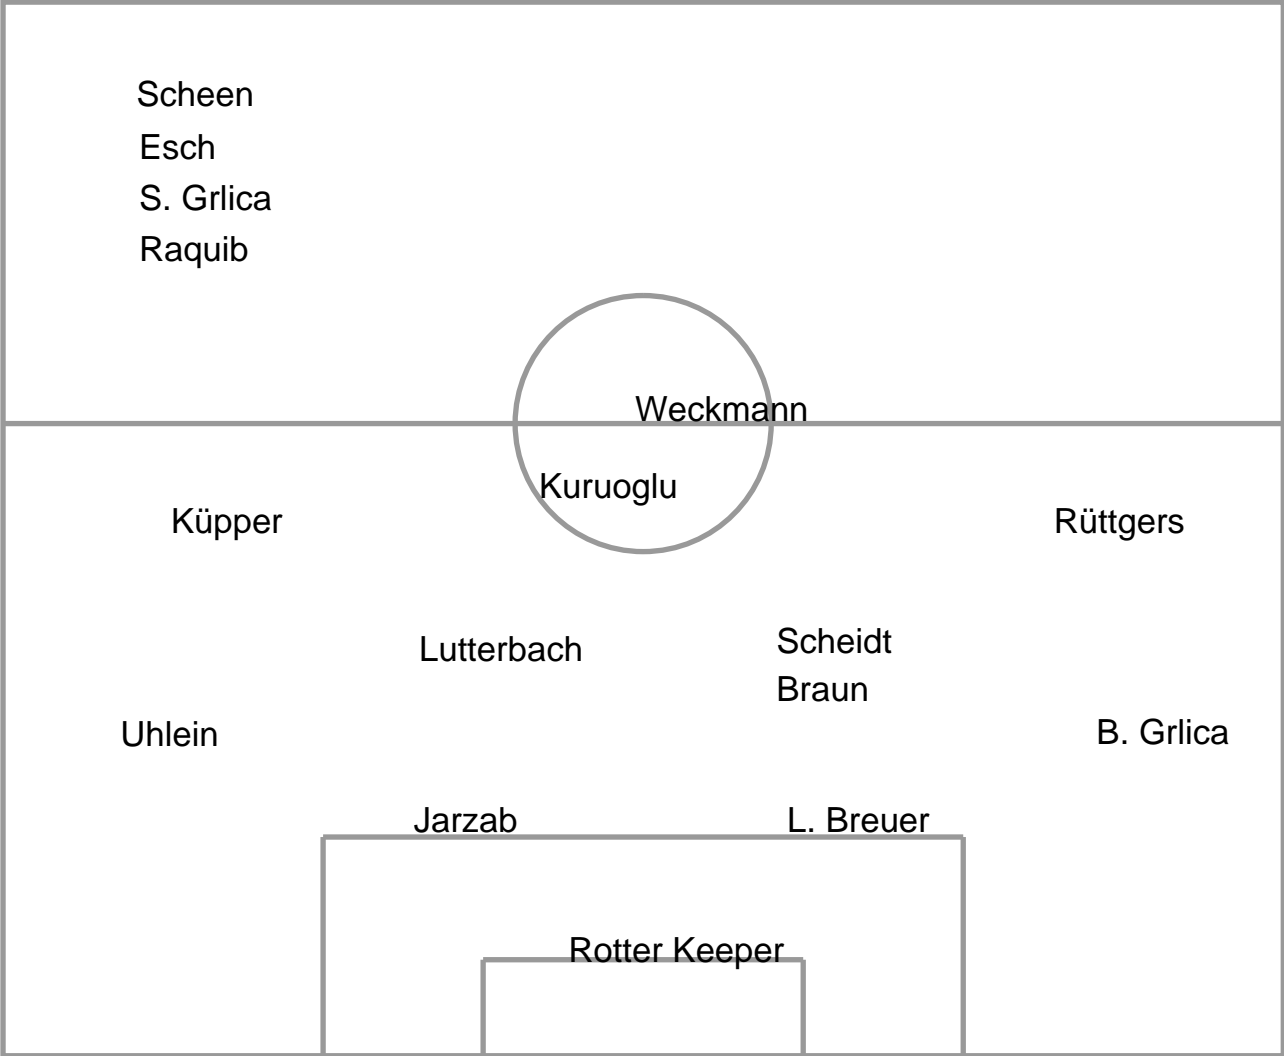 Scheen
Esch
S. Grlica
Raquib
Weckmann
Kuruoglu
Küpper
Rüttgers
Lutterbach
Scheidt
Braun
Uhlein
B. Grlica
Jarzab
L. Breuer
Rotter Keeper